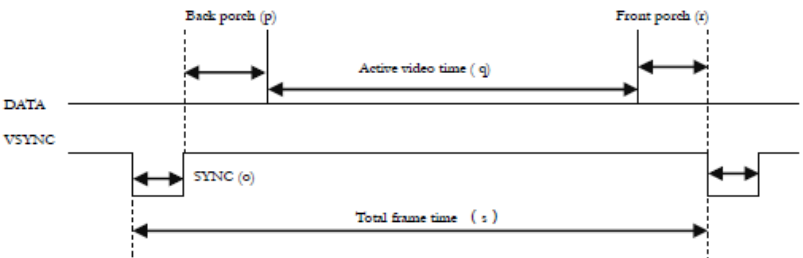 Back porch (p)
Front porch (r)
Active video time ( q)
DATA
VSYNC
SYNC (o)
Total frame time ( s )